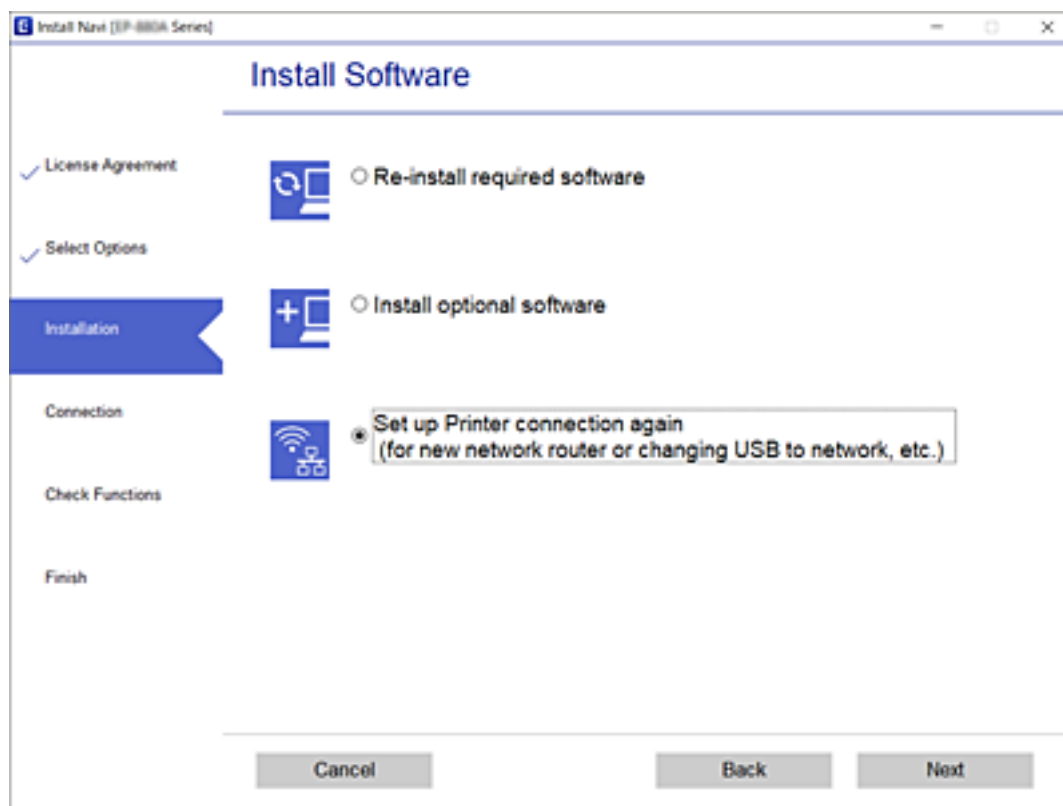 Install Navi [EP-880A Series]
Install Software
License Agreement
Select Options
Installation
Connection
Check Functions
Finish
Re-install required software
Install optional software
Set up Printer connection again
(for new network router or changing USB to network, etc.)
Cancel
Back
Next